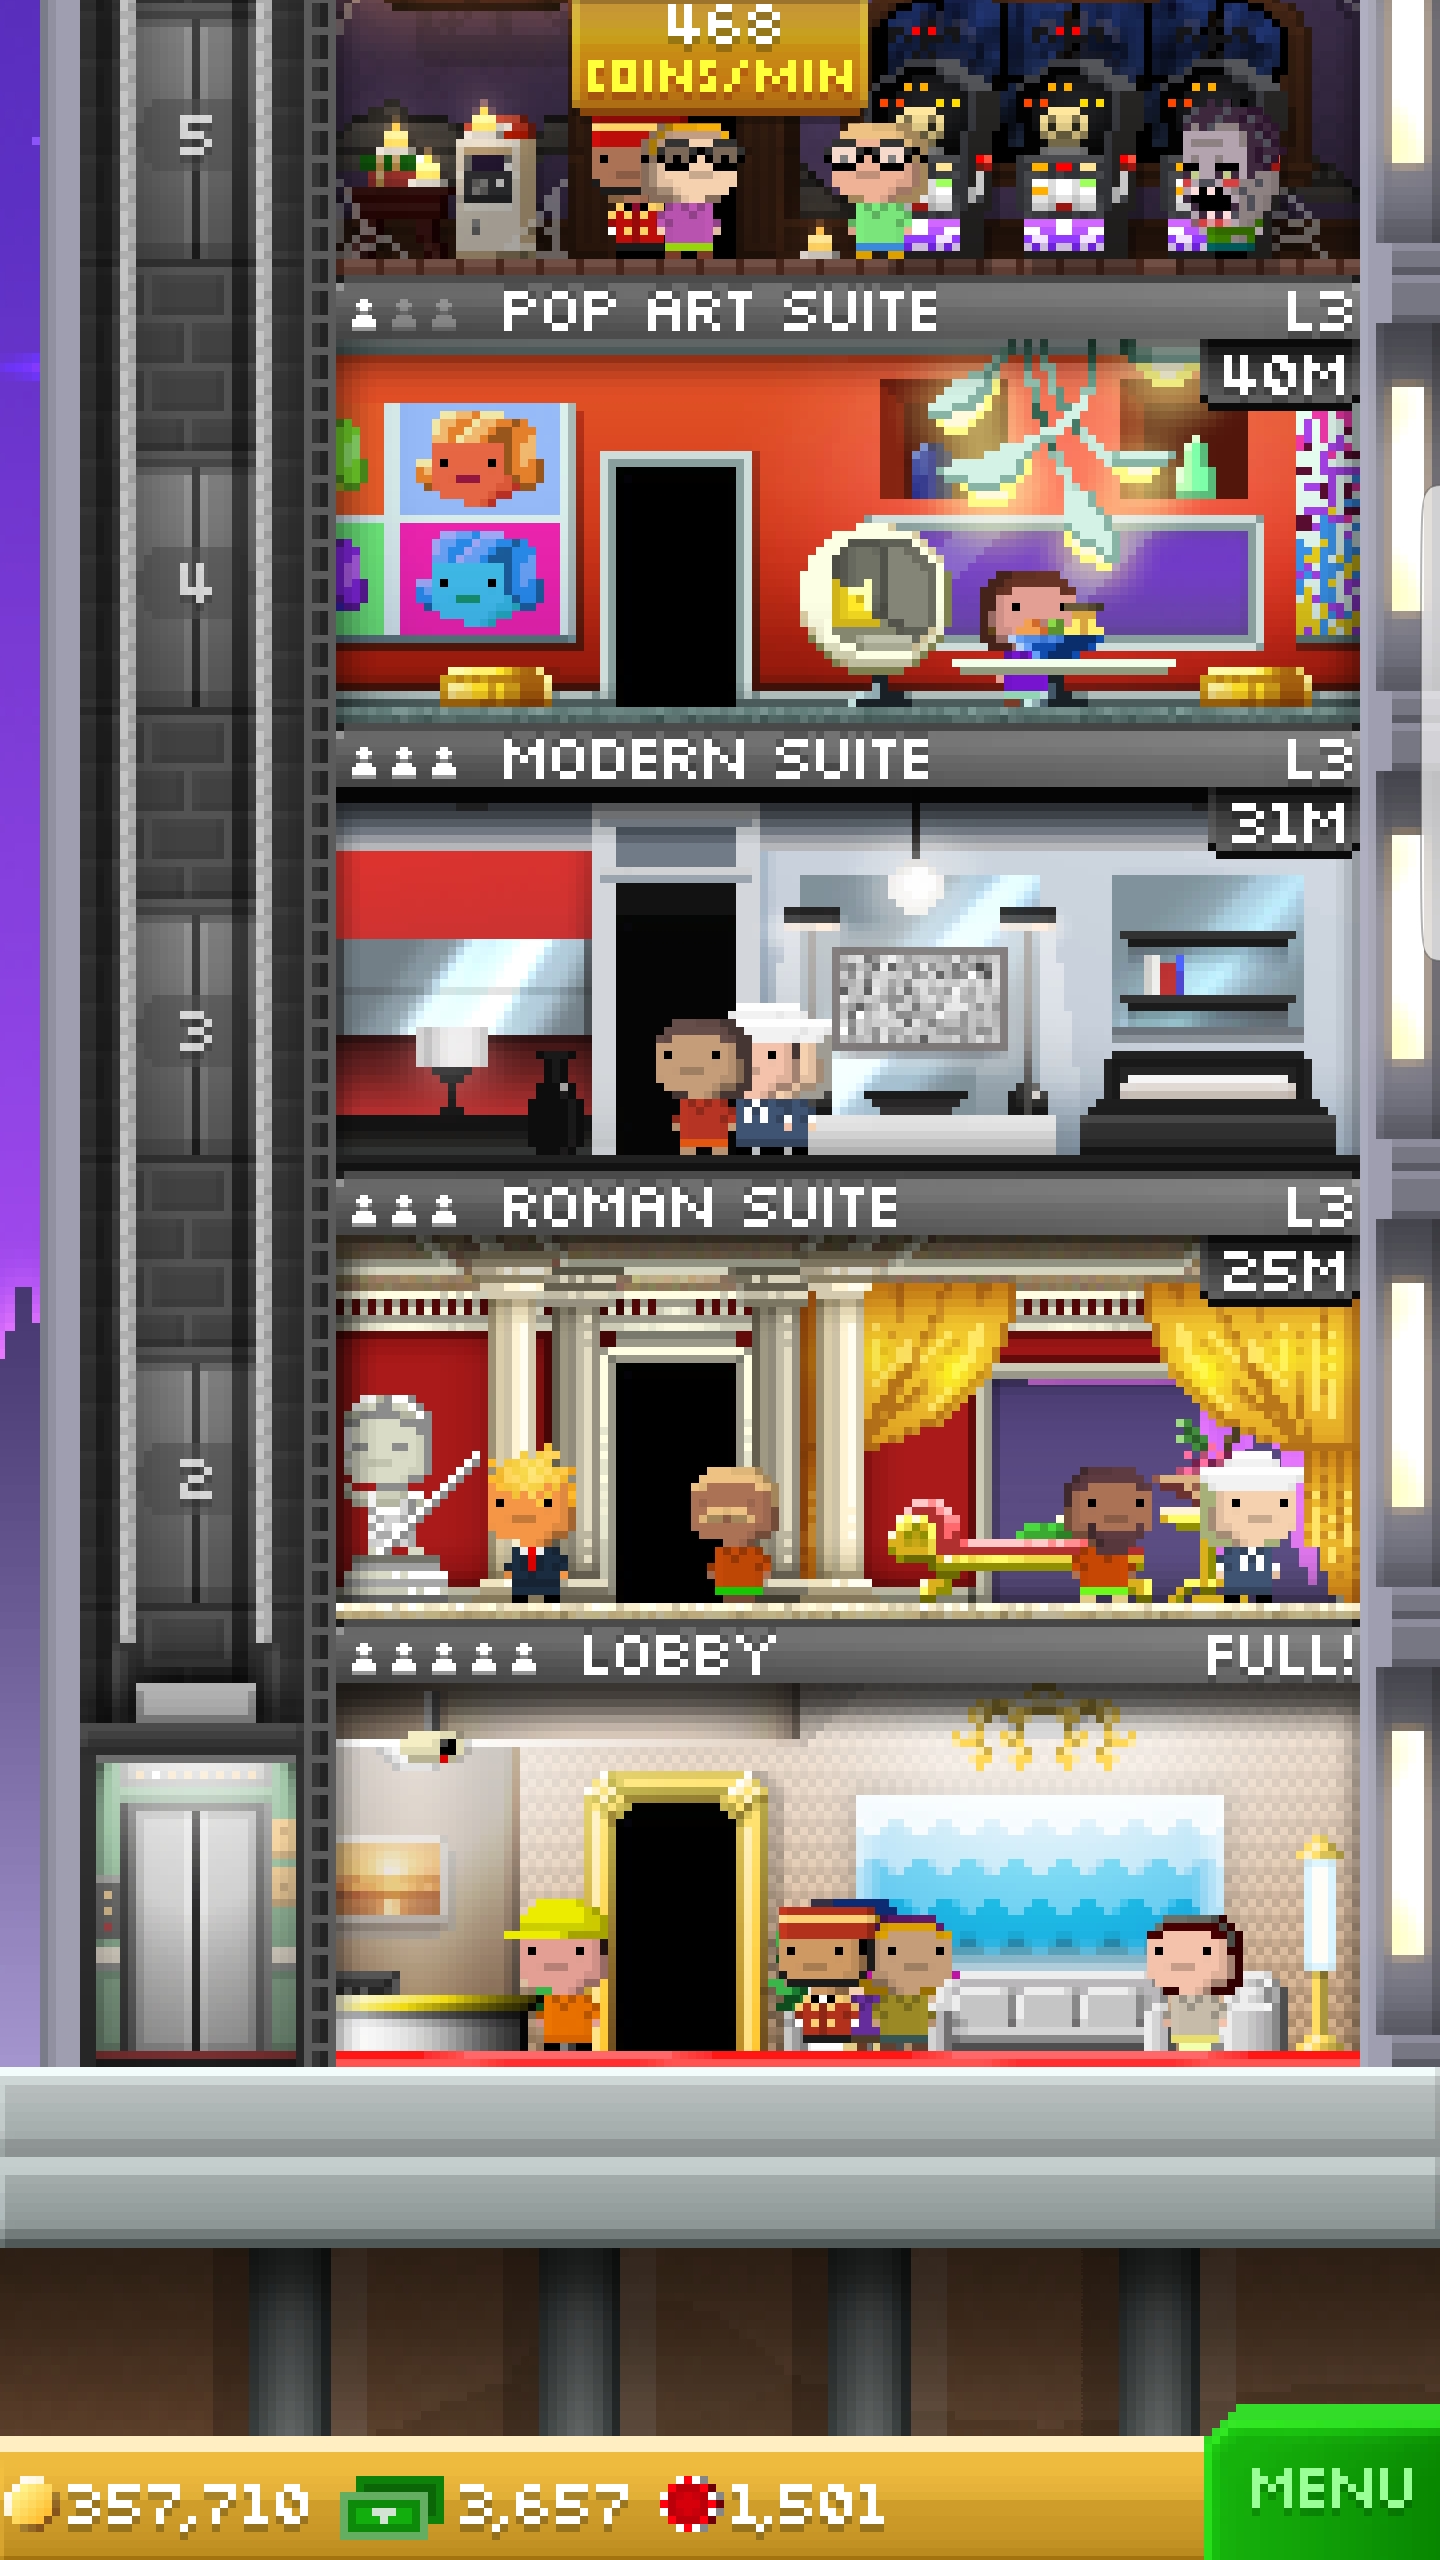 468
COINS/MIN
5
POP ART SUITE L3
40M
4
MODERN SUITE L3
31M
3
ROMAN SUITE L3
25M
2
LOBBY FULL!
357,710 3,657 1,501 MENU